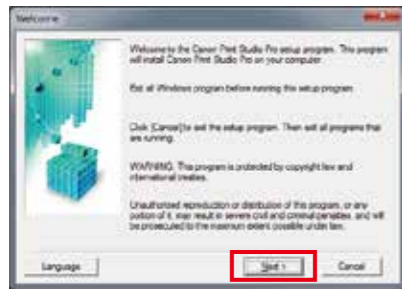 Welcome
Welcome to the Canon Print Studio Pro setup program. This program
will install Canon Print Studio Pro on your computer.
Exit all Windows program before running this setup program.
Click [Cancel] to exit the setup program. Then exit all programs that
are running.
WARNING: This program is protected by copyright law and
international treaties.
Unauthorized reproduction or distribution of this program, or any
portion of it, may result in severe civil and criminal penalties, and will
be prosecuted to the maximum extent possible under law.
Language
Next >
Cancel